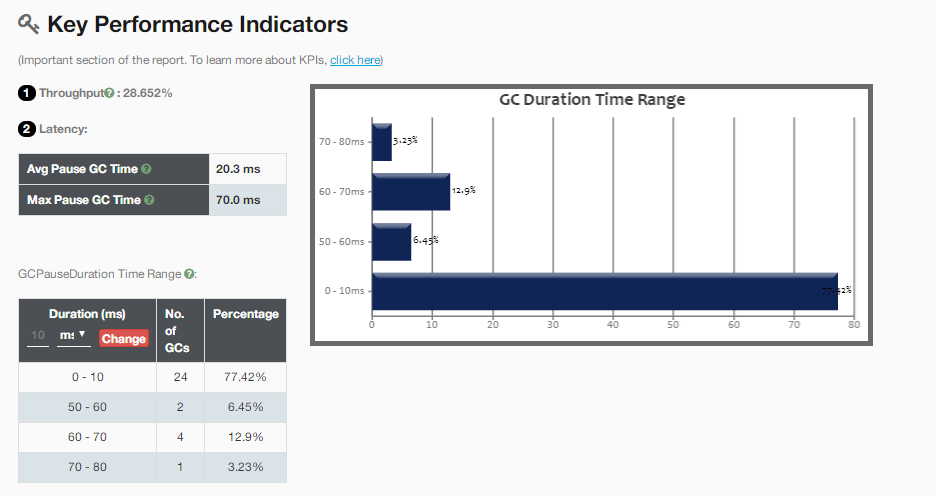 Key Performance Indicators
(Important section of the report. To learn more about KPIs, click here)
1 Throughput? : 28.652%
2 Latency:
Avg Pause GC Time ? 20.3 ms
Max Pause GC Time ? 70.0 ms
GCPauseDuration Time Range ?:
Duration (ms) No. of GCs Percentage
10 ms Change
0 - 10 24 77.42%
50 - 60 2 6.45%
60 - 70 4 12.9%
70 - 80 1 3.23%
GC Duration Time Range
70 - 80ms 3.23%
60 - 70ms 12.9%
50 - 60ms 6.45%
0 - 10ms 77.42%
0 10 20 30 40 50 60 70 80